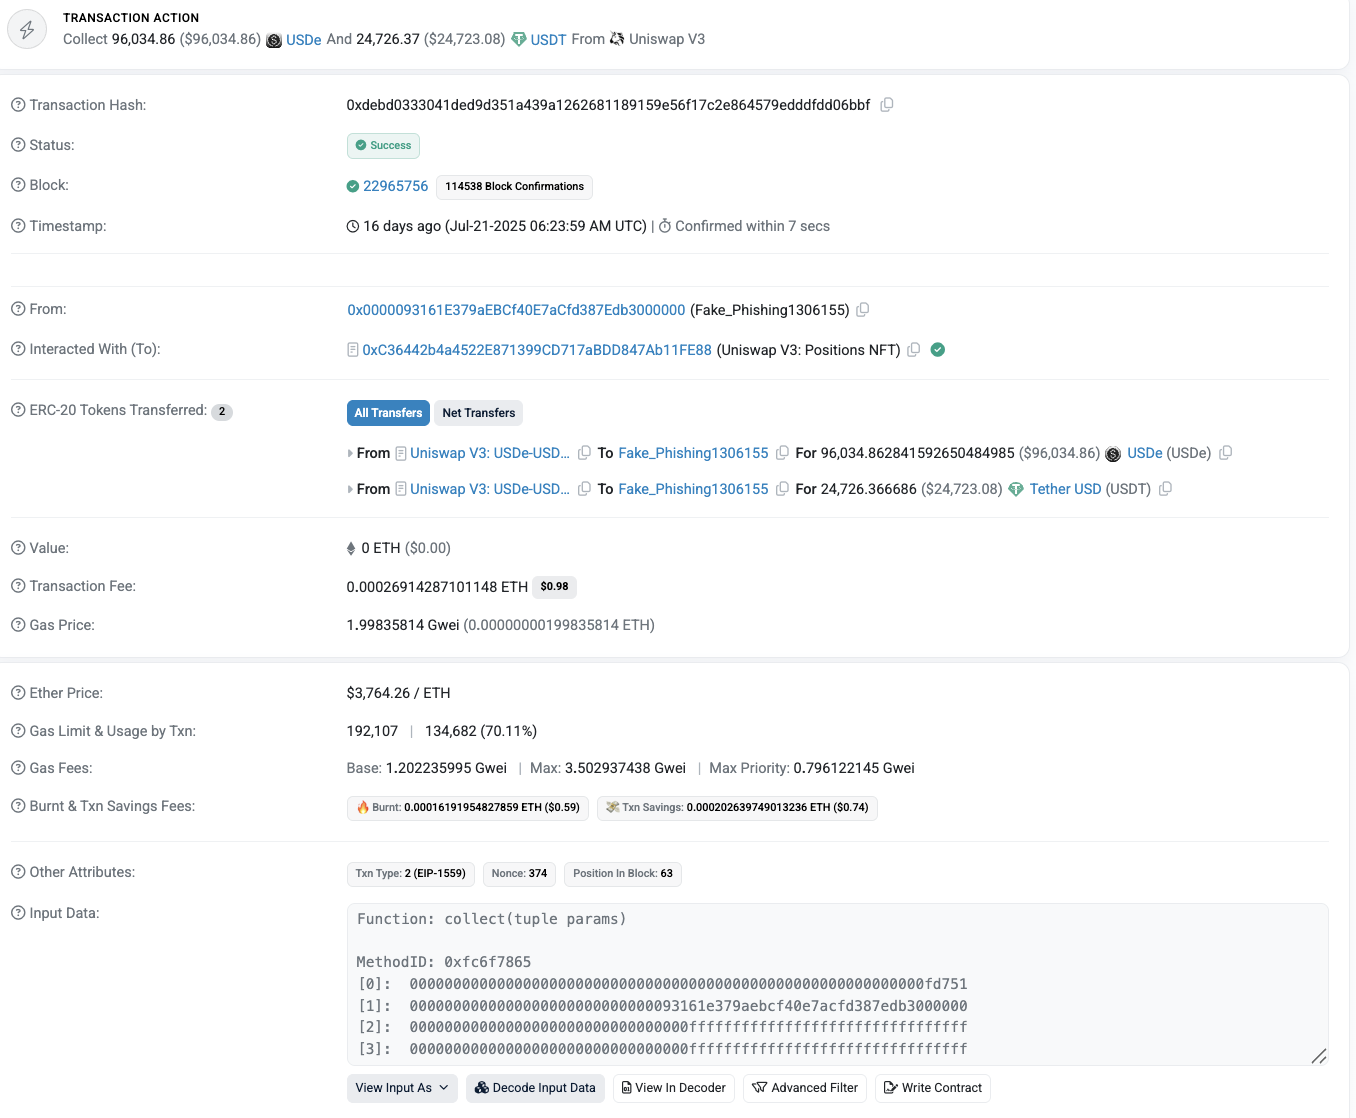 TRANSACTION ACTION
Collect 96,034.86 ($96,034.86) USDe And 24,726.37 ($24,723.08) USDT From Uniswap V3
Transaction Hash: 0xdebd0333041ded9d351a439a1262681189159e56f17c2e864579edddfdd06bbf
Status: Success
Block: 22965756 114538 Block Confirmations
Timestamp: 16 days ago (Jul-21-2025 06:23:59 AM UTC) | Confirmed within 7 secs
From: 0x0000093161E379aEBCf40E7aCfd387Edb3000000 (Fake_Phishing1306155)
Interacted With (To): 0xC36442b4a4522E871399CD717aBDD847Ab11FE88 (Uniswap V3: Positions NFT)
ERC-20 Tokens Transferred: 2 All Transfers Net Transfers
From Uniswap V3: USDe-USD... To Fake_Phishing1306155 For 96,034.862841592650484985 ($96,034.86) USDe (USDe)
From Uniswap V3: USDe-USD... To Fake_Phishing1306155 For 24,726.366686 ($24,723.08) Tether USD (USDT)
Value: 0 ETH ($0.00)
Transaction Fee: 0.00026914287101148 ETH $0.98
Gas Price: 1.99835814 Gwei (0.00000000199835814 ETH)
Ether Price: $3,764.26 / ETH
Gas Limit & Usage by Txn: 192,107 | 134,682 (70.11%)
Gas Fees: Base: 1.202235995 Gwei | Max: 3.502937438 Gwei | Max Priority: 0.796122145 Gwei
Burnt & Txn Savings Fees: Burnt: 0.00016191954827859 ETH ($0.59) Txn Savings: 0.000202639749013236 ETH ($0.74)
Other Attributes: Txn Type: 2 (EIP-1559) Nonce: 374 Position In Block: 63
Input Data: Function: collect(tuple params)
MethodID: 0xfc6f7865
[0]: 00000000000000000000000000000000000000000000000000000000000fd751
[1]: 0000000000000000000000000000093161e379aebcf40e7acfd387edb3000000
[2]: 00000000000000000000000000000000ffffffffffffffffffffffffffffffff
[3]: 00000000000000000000000000000000ffffffffffffffffffffffffffffffff
View Input As Decode Input Data View In Decoder Advanced Filter Write Contract